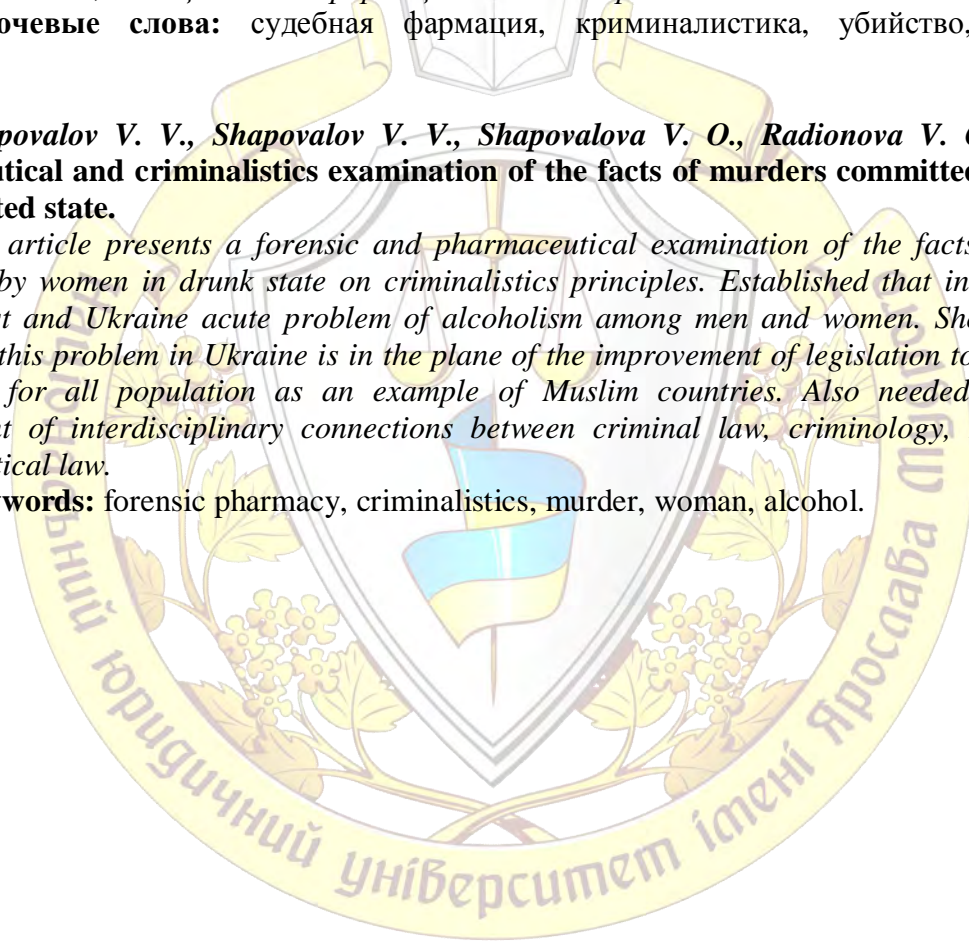 очевые слова: судебная фармация, криминалистика, убийство,
povalov V. V., Shapovalov V. V., Shapovalova V. O., Radionova V.
utical and criminalistics examination of the facts of murders committed
ted state.
article presents a forensic and pharmaceutical examination of the facts
by women in drunk state on criminalistics principles. Established that in
t and Ukraine acute problem of alcoholism among men and women. Sh
this problem in Ukraine is in the plane of the improvement of legislation to
for all population as an example of Muslim countries. Also needed
t of interdisciplinary connections between criminal law, criminology,
tical law.
words: forensic pharmacy, criminalistics, murder, woman, alcohol.
юридичний університет імені Ярослава